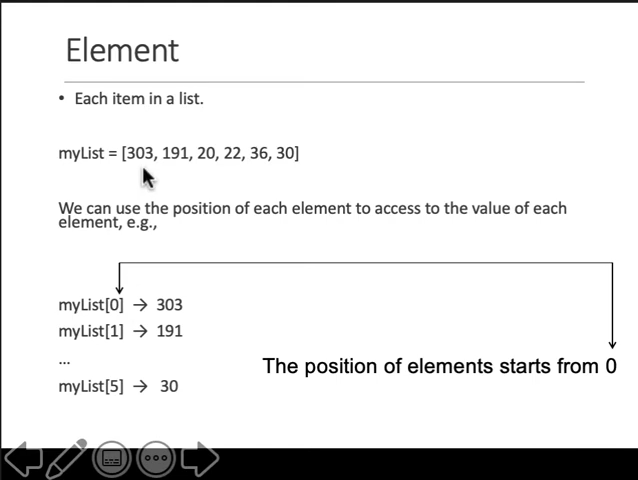 Element
• Each item in a list.
myList = [303, 191, 20, 22, 36, 30]
We can use the position of each element to access to the value of each
element, e.g.,
myList[0] → 303
myList[1] → 191
...
The position of elements starts from 0
myList[5] → 30